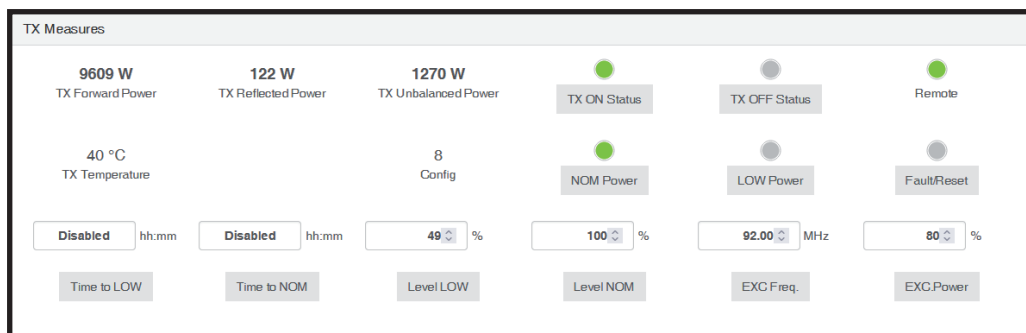 TX Measures
9609 W 122 W 1270 W
TX Forward Power TX Reflected Power TX Unbalanced Power TX ON Status TX OFF Status Remote
40 °C 8
TX Temperature Config NOM Power LOW Power Fault/Reset
Disabled hh:mm Disabled hh:mm 49 % 100 % 92.00 MHz 80 %
Time to LOW Time to NOM Level LOW Level NOM EXC Freq. EXC.Power